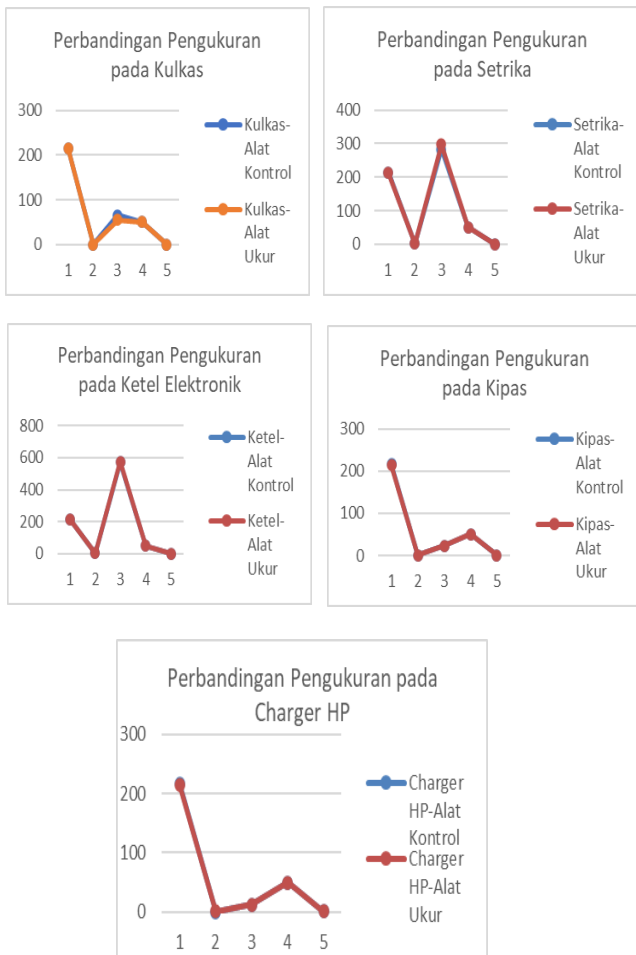 Perbandingan Pengukuran
pada Kulkas
300
200
100
0
1 2 3 4 5
Kulkas-
Alat
Kontrol
Kulkas-
Alat
Ukur
Perbandingan Pengukuran
pada Setrika
400
300
200
100
0
1 2 3 4 5
Setrika-
Alat
Kontrol
Setrika-
Alat
Ukur
Perbandingan Pengukuran
pada Ketel Elektronik
800
600
400
200
0
1 2 3 4 5
Ketel-
Alat
Kontrol
Ketel-
Alat
Ukur
Perbandingan Pengukuran
pada Kipas
300
200
100
0
1 2 3 4 5
Kipas-
Alat
Kontrol
Kipas-
Alat
Ukur
Perbandingan Pengukuran pada
Charger HP
300
200
100
0
1 2 3 4 5
Charger
HP-Alat
Kontrol
Charger
HP-Alat
Ukur